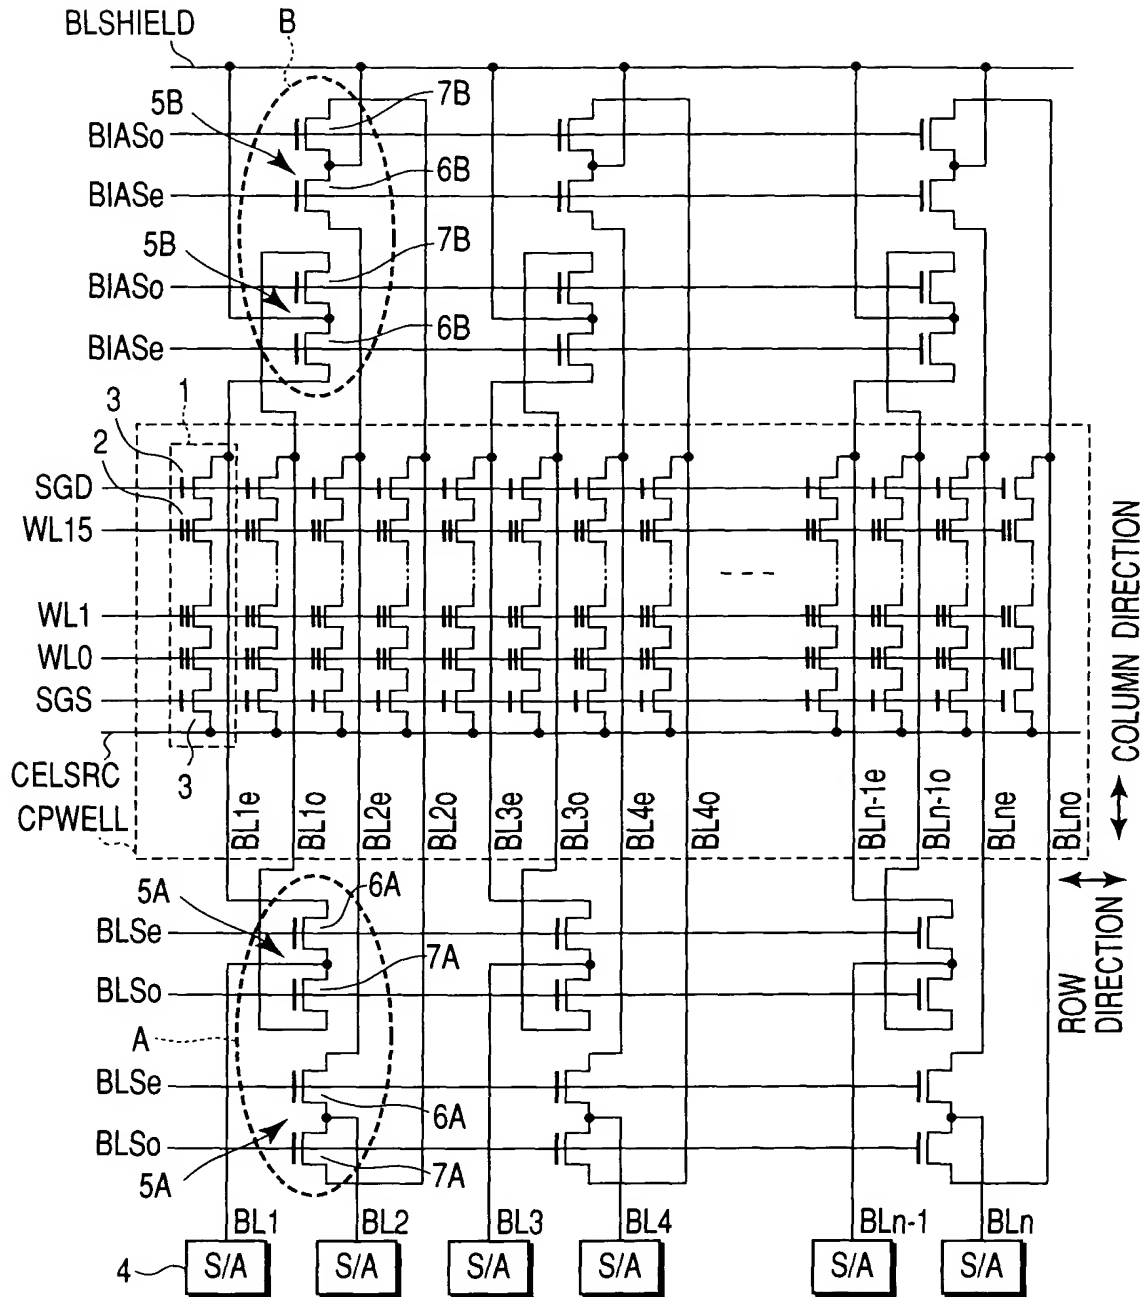 BLSHIELD
B
5B
7B
BIASo
6B
BIASe
5B
7B
BIASo
6B
BIASe
1
3
2
SGD
WL15
WL1
WL0
SGS
3
CELSRC
CPWELL
BL1e
BL1o
BL2e
BL2o
BL3e
BL3o
BL4e
BL4o
BLn-1e
BLn-1o
BLne
BLno
COLUMN DIRECTION
ROW DIRECTION
5A
6A
BLSe
7A
BLSo
A
BLSe
6A
BLSo
5A
7A
BL1
BL2
BL3
BL4
BLn-1
BLn
4
S/A
S/A
S/A
S/A
S/A
S/A